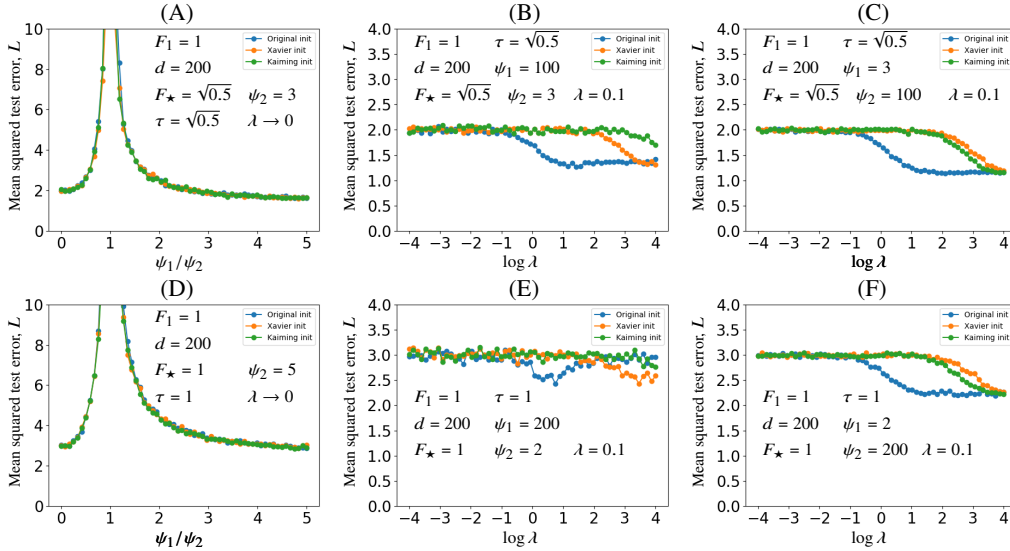 (A)
Mean squared test error, L
10
8
6
4
2
0
F₁ = 1
d = 200
F★ = √0.5 ψ₂ = 3
τ = √0.5 λ → 0
Original init
Xavier init
Kaiming init
0 1 2 3 4 5
ψ₁/ψ₂
(B)
Mean squared test error, L
4.0
3.5
3.0
2.5
2.0
1.5
1.0
0.5
0.0
F₁ = 1 τ = √0.5
d = 200 ψ₁ = 100
F★ = √0.5 ψ₂ = 3 λ = 0.1
Original init
Xavier init
Kaiming init
−4 −3 −2 −1 0 1 2 3 4
log λ
(C)
Mean squared test error, L
4.0
3.5
3.0
2.5
2.0
1.5
1.0
0.5
0.0
F₁ = 1 τ = √0.5
d = 200 ψ₁ = 3
F★ = √0.5 ψ₂ = 100 λ = 0.1
Original init
Xavier init
Kaiming init
−4 −3 −2 −1 0 1 2 3 4
log λ
(D)
Mean squared test error, L
10
8
6
4
2
0
F₁ = 1
d = 200
F★ = 1 ψ₂ = 5
τ = 1 λ → 0
Original init
Xavier init
Kaiming init
0 1 2 3 4 5
ψ₁/ψ₂
(E)
Mean squared test error, L
4.0
3.5
3.0
2.5
2.0
1.5
1.0
0.5
0.0
Original init
Xavier init
Kaiming init
F₁ = 1 τ = 1
d = 200 ψ₁ = 200
F★ = 1 ψ₂ = 2 λ = 0.1
−4 −3 −2 −1 0 1 2 3 4
log λ
(F)
Mean squared test error, L
4.0
3.5
3.0
2.5
2.0
1.5
1.0
0.5
0.0
Original init
Xavier init
Kaiming init
F₁ = 1 τ = 1
d = 200 ψ₁ = 2
F★ = 1 ψ₂ = 200 λ = 0.1
−4 −3 −2 −1 0 1 2 3 4
log λ